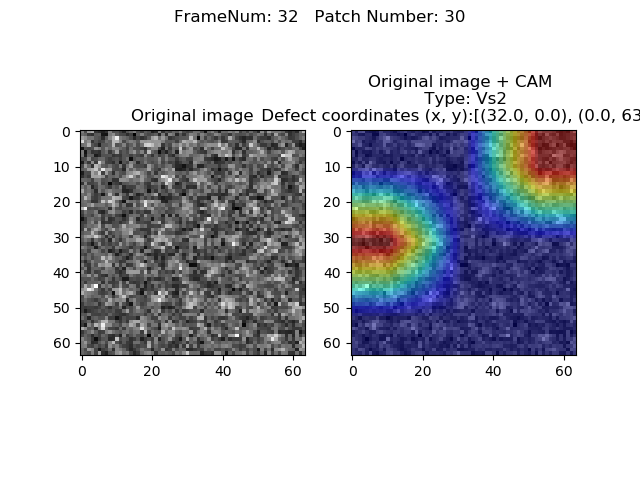 FrameNum: 32   Patch Number: 30
Original image
Original image + CAM
Type: Vs2
Defect coordinates (x, y):[(32.0, 0.0), (0.0, 63
0
10
20
30
40
50
60
0 20 40 60
0
10
20
30
40
50
60
0 20 40 60